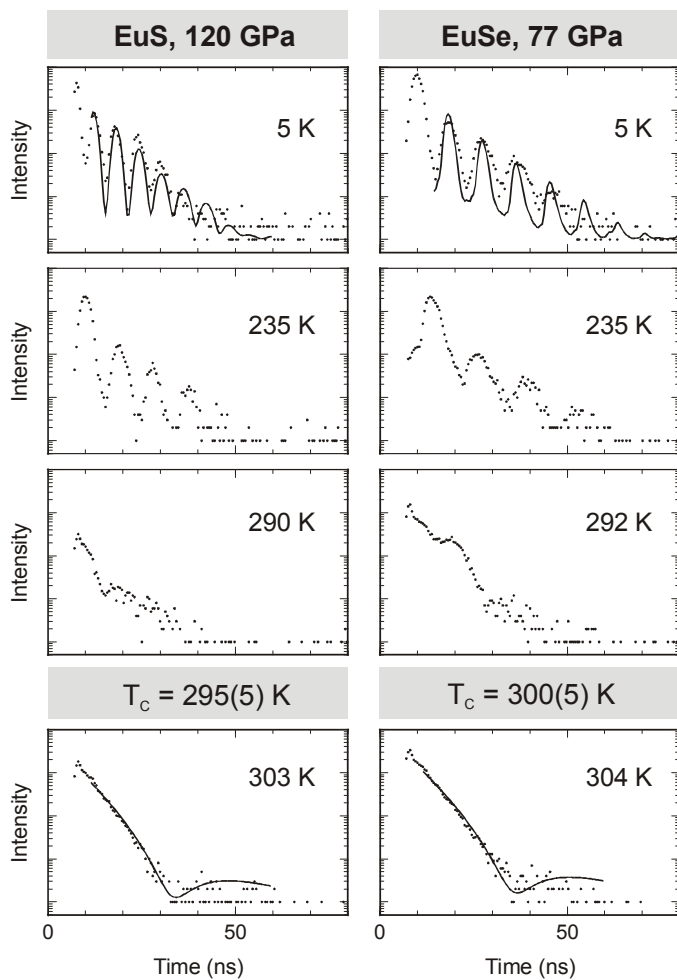 EuS, 120 GPa
EuSe, 77 GPa
Intensity
5 K
5 K
Intensity
235 K
235 K
Intensity
290 K
292 K
T_C = 295(5) K
T_C = 300(5) K
Intensity
303 K
304 K
0
50
0
50
Time (ns)
Time (ns)